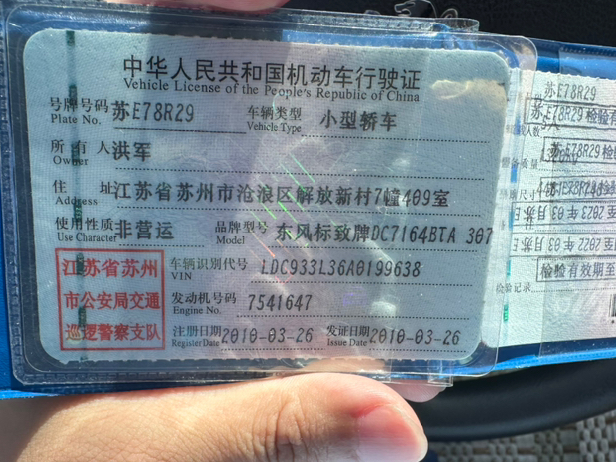 中华人民共和国机动车行驶证
Vehicle License of the People's Republic of China
号牌号码 苏E78R29 车辆类型 小型轿车
Plate No. Vehicle Type
所有人 洪军
Owner
住址 江苏省苏州市沧浪区解放新村7幢409室
Address
使用性质 非营运 品牌型号 东风标致牌DC7164BTA 307
Use Character Model
江苏省苏州
市公安局交通
巡逻警察支队
车辆识别代号 LDC933L36A0199638
VIN
发动机号码 7541647
Engine No.
注册日期 2010-03-26 发证日期 2010-03-26
Register Date Issue Date
苏E78R29
苏E78R29 检验有
检验有效期至
检验记录